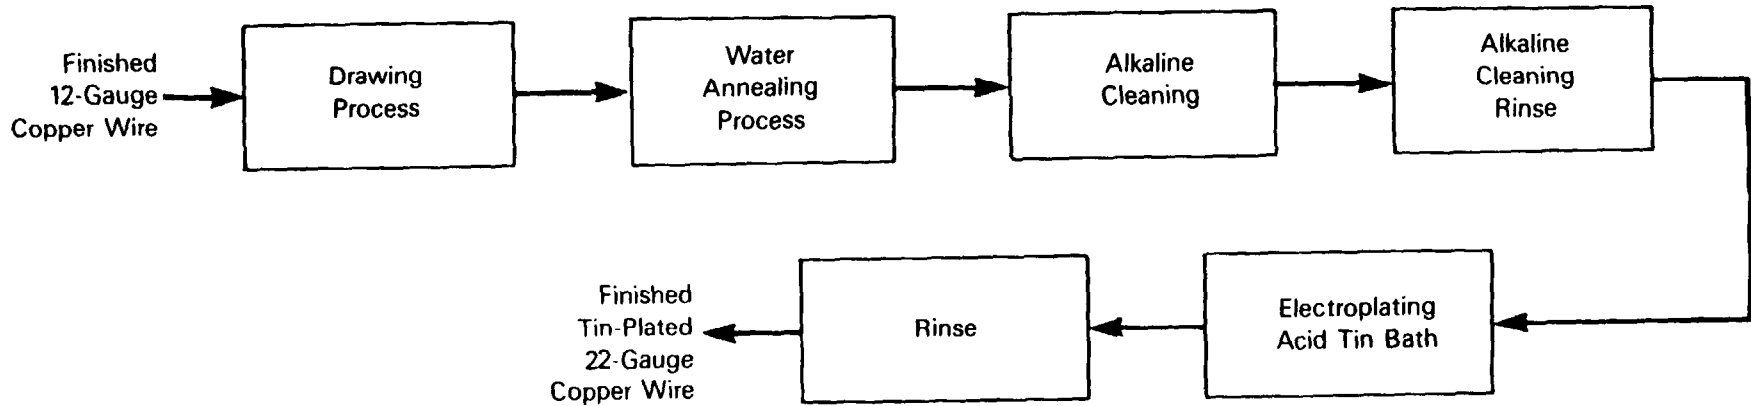 Finished
12-Gauge
Copper Wire
Drawing
Process
Water
Annealing
Process
Alkaline
Cleaning
Alkaline
Cleaning
Rinse
Electroplating
Acid Tin Bath
Rinse
Finished
Tin-Plated
22-Gauge
Copper Wire